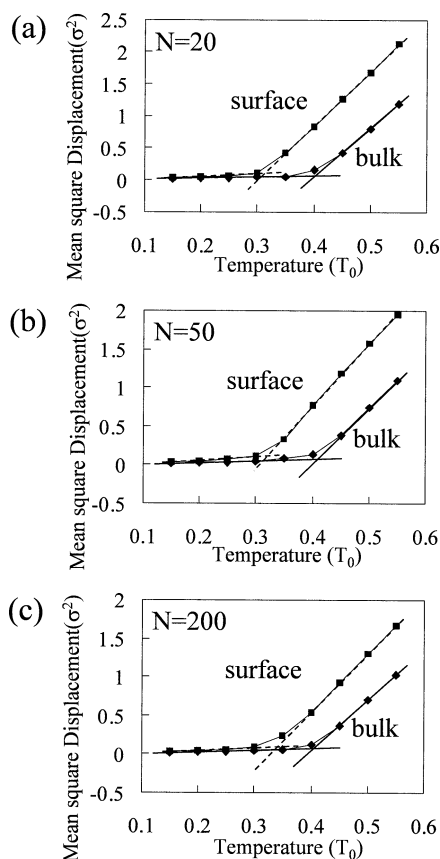 (a)
N=20
Mean square Displacement(σ²)
2.5
2
1.5
1
0.5
0
-0.5
surface
bulk
0.1 0.2 0.3 0.4 0.5 0.6
Temperature (T₀)
(b)
N=50
Mean square Displacement(σ²)
2
1.5
1
0.5
0
-0.5
surface
bulk
0.1 0.2 0.3 0.4 0.5 0.6
Temperature (T₀)
(c)
N=200
Mean square Displacement(σ²)
2
1.5
1
0.5
0
-0.5
surface
bulk
0.1 0.2 0.3 0.4 0.5 0.6
Temperature (T₀)